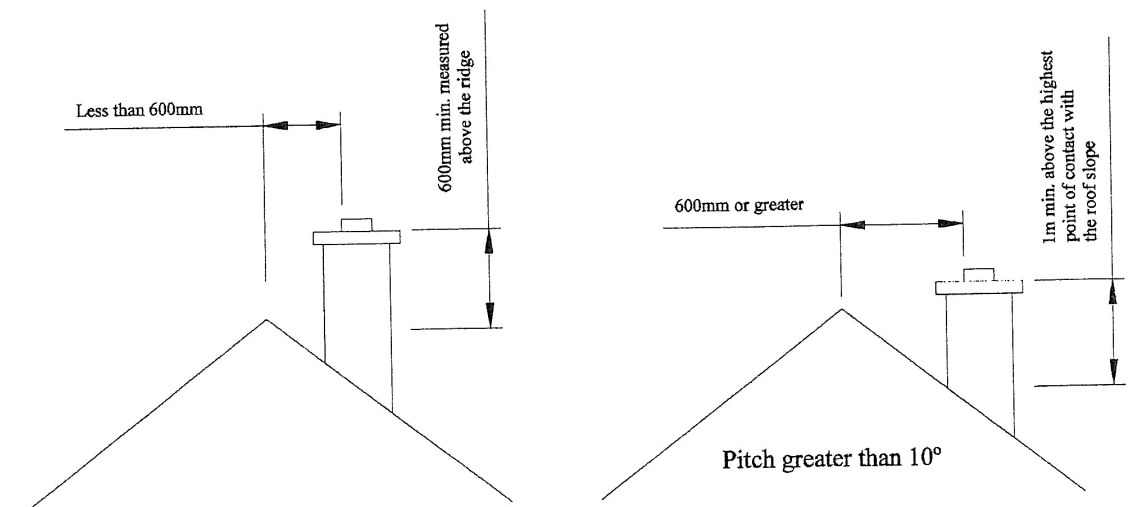 Less than 600mm
600mm min. measured
above the ridge
600mm or greater
1m min. above the highest
point of contact with
the roof slope
Pitch greater than 10º